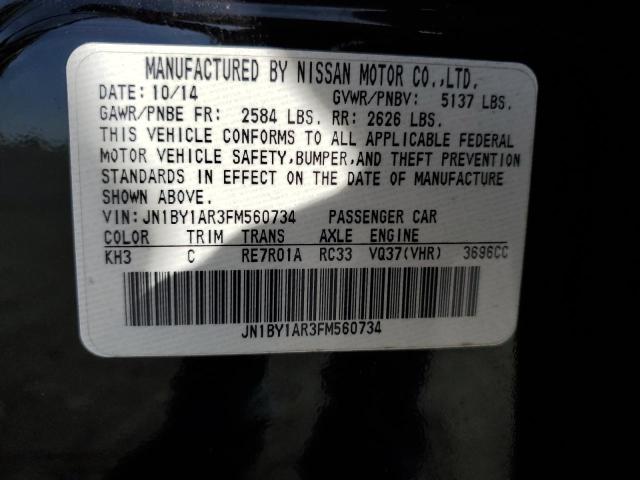 MANUFACTURED BY NISSAN MOTOR CO.,LTD.
DATE: 10/14 GVWR/PNBV: 5137 LBS.
GAWR/PNBE FR: 2584 LBS. RR: 2626 LBS.
THIS VEHICLE CONFORMS TO ALL APPLICABLE FEDERAL
MOTOR VEHICLE SAFETY,BUMPER,AND THEFT PREVENTION
STANDARDS IN EFFECT ON THE DATE OF MANUFACTURE
SHOWN ABOVE.
VIN: JN1BY1AR3FM560734 PASSENGER CAR
COLOR TRIM TRANS AXLE ENGINE
KH3 C RE7R01A RC33 VQ37(VHR) 3696CC
JN1BY1AR3FM560734